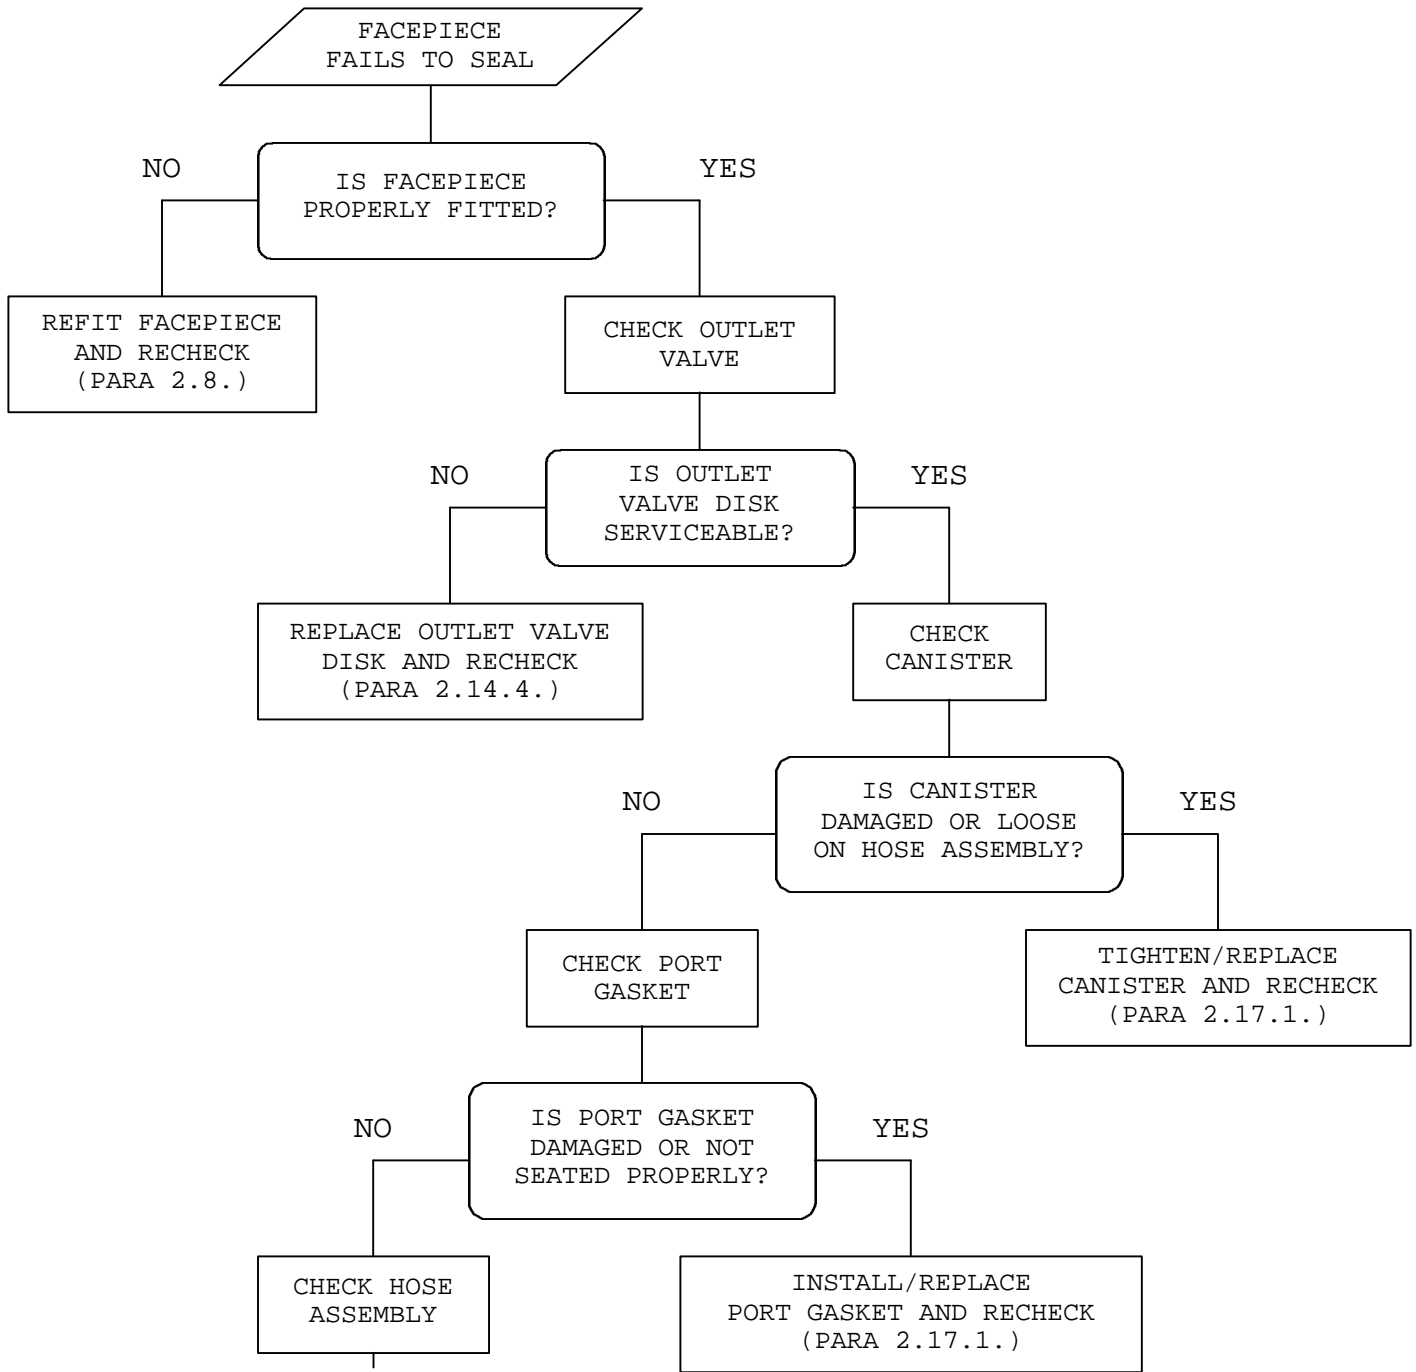 FACEPIECE
FAILS TO SEAL
NO
YES
IS FACEPIECE
PROPERLY FITTED?
REFIT FACEPIECE
AND RECHECK
(PARA 2.8.)
CHECK OUTLET
VALVE
NO
YES
IS OUTLET
VALVE DISK
SERVICEABLE?
REPLACE OUTLET VALVE
DISK AND RECHECK
(PARA 2.14.4.)
CHECK
CANISTER
NO
YES
IS CANISTER
DAMAGED OR LOOSE
ON HOSE ASSEMBLY?
CHECK PORT
GASKET
TIGHTEN/REPLACE
CANISTER AND RECHECK
(PARA 2.17.1.)
NO
YES
IS PORT GASKET
DAMAGED OR NOT
SEATED PROPERLY?
CHECK HOSE
ASSEMBLY
INSTALL/REPLACE
PORT GASKET AND RECHECK
(PARA 2.17.1.)